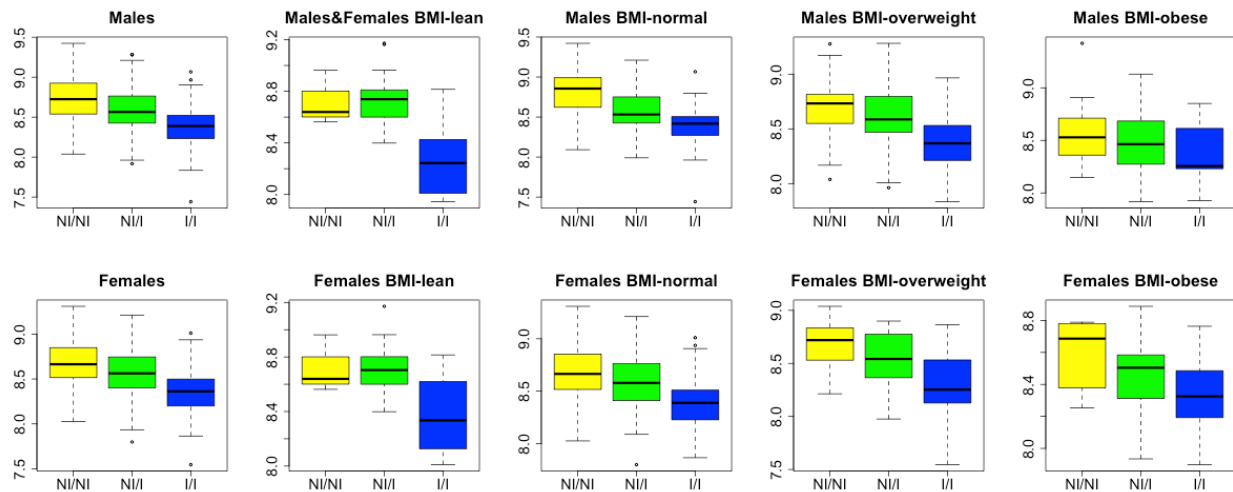 Males
Males&Females BMI-lean
Males BMI-normal
Males BMI-overweight
Males BMI-obese
9.5
9.0
8.5
8.0
7.5
NI/NI NI/I I/I
9.2
8.8
8.4
8.0
NI/NI NI/I I/I
9.5
9.0
8.5
8.0
7.5
NI/NI NI/I I/I
9.0
8.5
8.0
NI/NI NI/I I/I
9.0
8.5
8.0
NI/NI NI/I I/I
Females
Females BMI-lean
Females BMI-normal
Females BMI-overweight
Females BMI-obese
9.0
8.5
8.0
7.5
NI/NI NI/I I/I
9.2
8.8
8.4
8.0
NI/NI NI/I I/I
9.0
8.5
8.0
NI/NI NI/I I/I
9.0
8.5
8.0
7.5
NI/NI NI/I I/I
8.8
8.4
8.0
NI/NI NI/I I/I